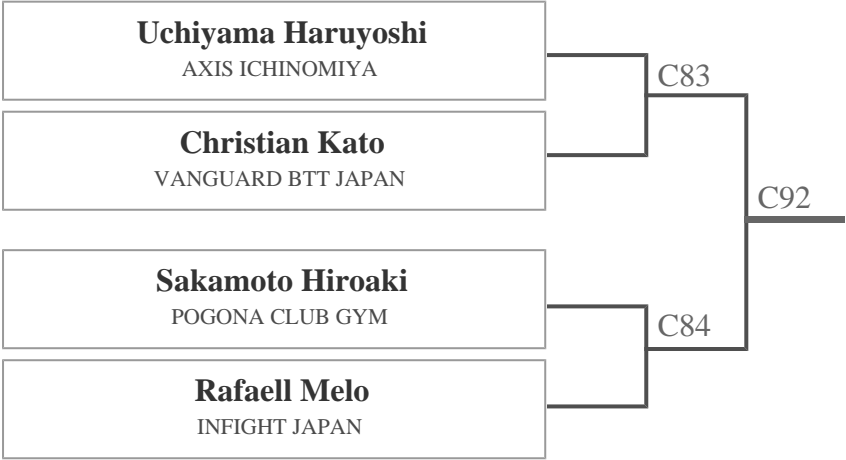 Uchiyama Haruyoshi
AXIS ICHINOMIYA
C83
Christian Kato
VANGUARD BTT JAPAN
C92
Sakamoto Hiroaki
POGONA CLUB GYM
C84
Rafaell Melo
INFIGHT JAPAN